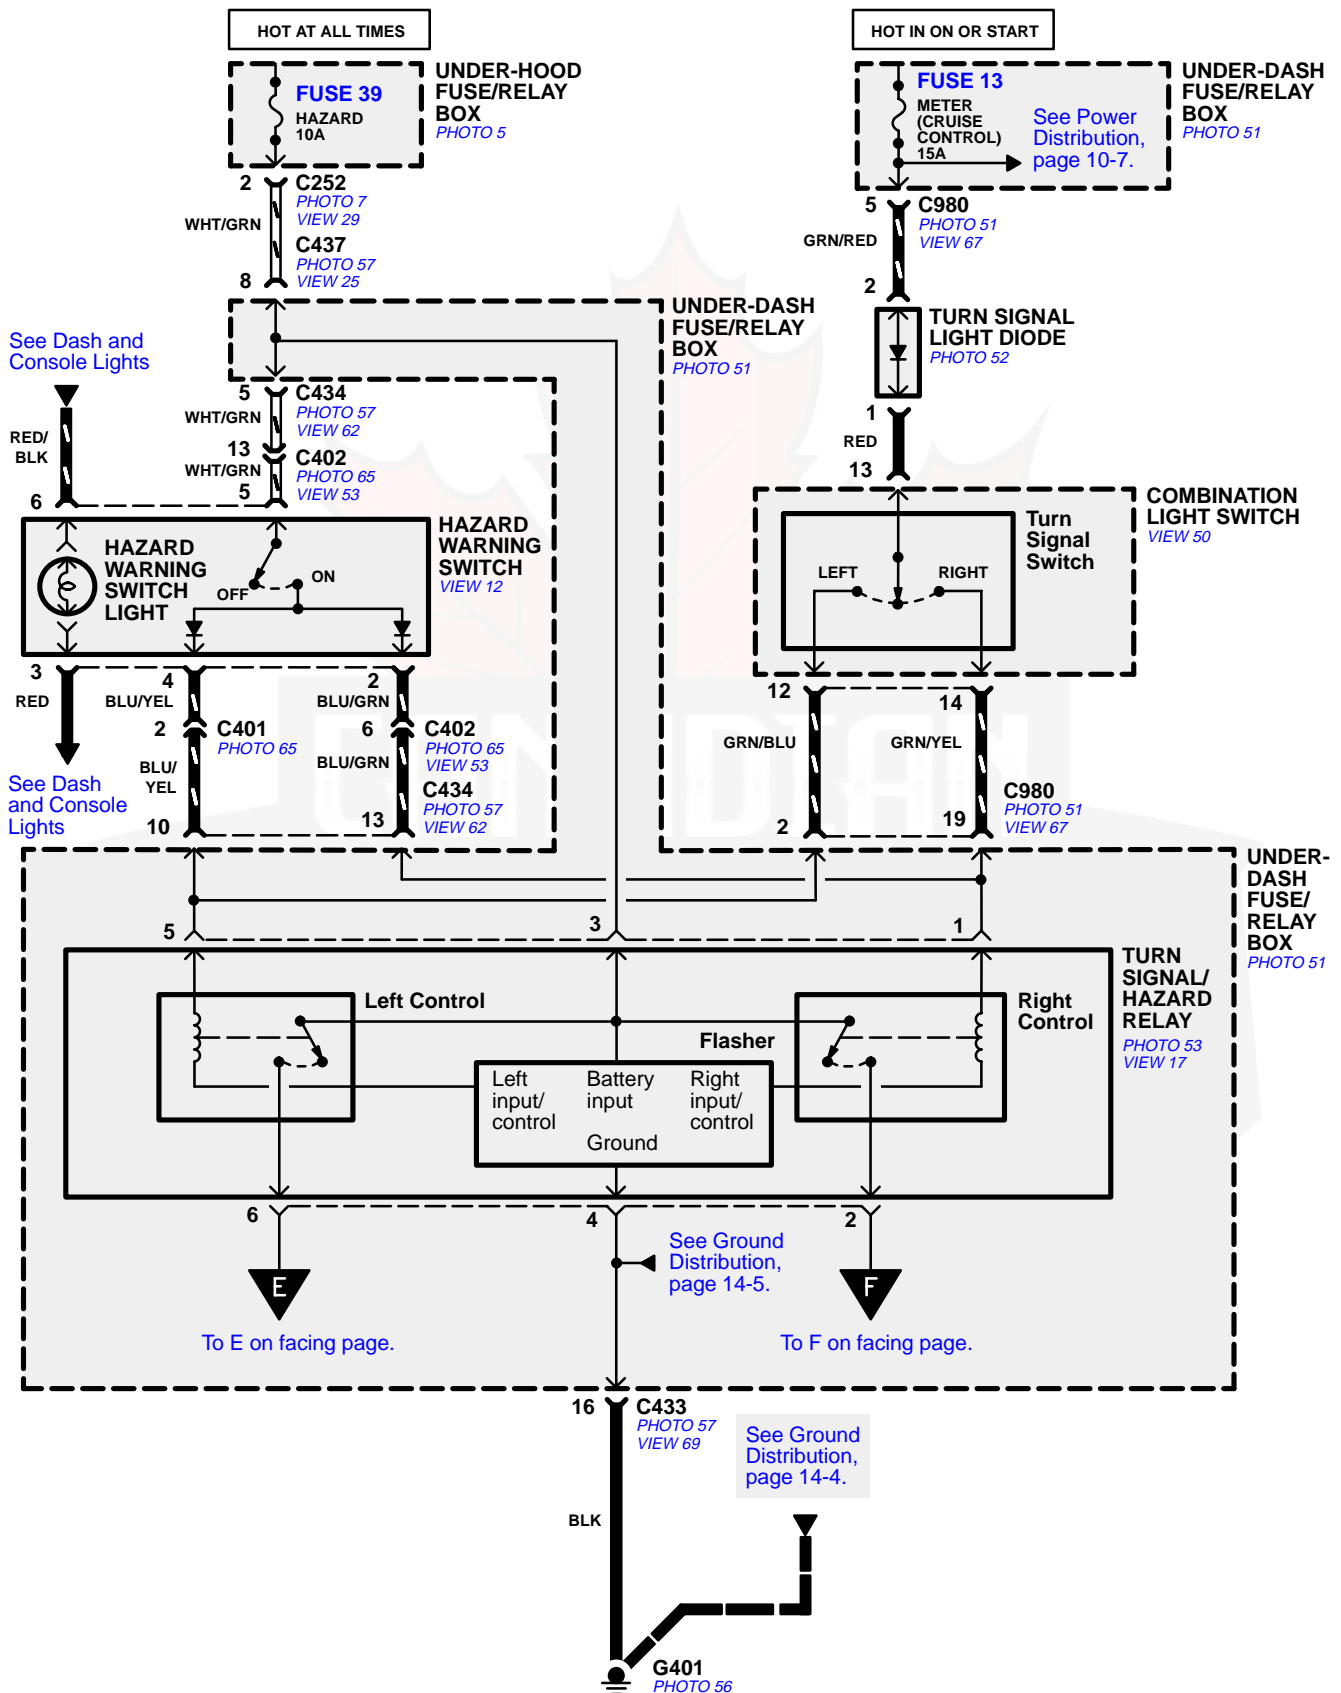 HOT AT ALL TIMES
HOT IN ON OR START
FUSE 39
HAZARD
10A
UNDER-HOOD
FUSE/RELAY
BOX
PHOTO 5
FUSE 13
METER
(CRUISE
CONTROL)
15A
See Power
Distribution,
page 10-7.
UNDER-DASH
FUSE/RELAY
BOX
PHOTO 51
2
C252
PHOTO 7
VIEW 29
WHT/GRN
C437
PHOTO 57
VIEW 25
8
5
C980
PHOTO 51
VIEW 67
GRN/RED
2
UNDER-DASH
FUSE/RELAY
BOX
PHOTO 51
TURN SIGNAL
LIGHT DIODE
PHOTO 52
See Dash and
Console Lights
5
C434
PHOTO 57
VIEW 62
WHT/GRN
13
C402
PHOTO 65
VIEW 53
WHT/GRN
5
RED/
BLK
6
1
RED
13
HAZARD
WARNING
SWITCH
LIGHT
OFF
ON
HAZARD
WARNING
SWITCH
VIEW 12
Turn
Signal
Switch
LEFT
RIGHT
COMBINATION
LIGHT SWITCH
VIEW 50
3
RED
4
BLU/YEL
2
BLU/GRN
2
C401
PHOTO 65
6
C402
PHOTO 65
VIEW 53
BLU/
YEL
BLU/GRN
C434
PHOTO 57
VIEW 62
10
13
See Dash
and Console
Lights
12
14
GRN/BLU
GRN/YEL
C980
PHOTO 51
VIEW 67
2
19
CANADIAN
UNDER-
DASH
FUSE/
RELAY
BOX
PHOTO 51
5
3
1
Left Control
Flasher
Right
Control
TURN
SIGNAL/
HAZARD
RELAY
PHOTO 53
VIEW 17
Left
input/
control
Battery
input
Right
input/
control
Ground
6
4
2
See Ground
Distribution,
page 14-5.
E
F
To E on facing page.
To F on facing page.
16
C433
PHOTO 57
VIEW 69
See Ground
Distribution,
page 14-4.
BLK
G401
PHOTO 56